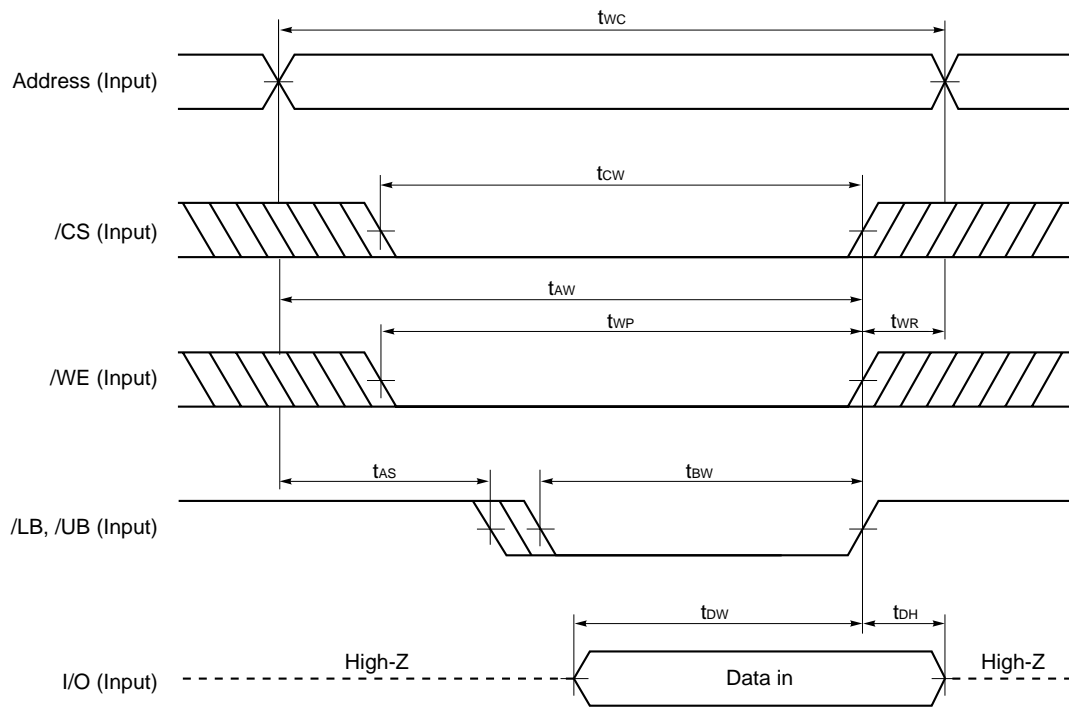 tWC
Address (Input)
tCW
/CS (Input)
tAW
tWP
tWR
/WE (Input)
tAS
tBW
/LB, /UB (Input)
tDW
tDH
High-Z
Data in
High-Z
I/O (Input)